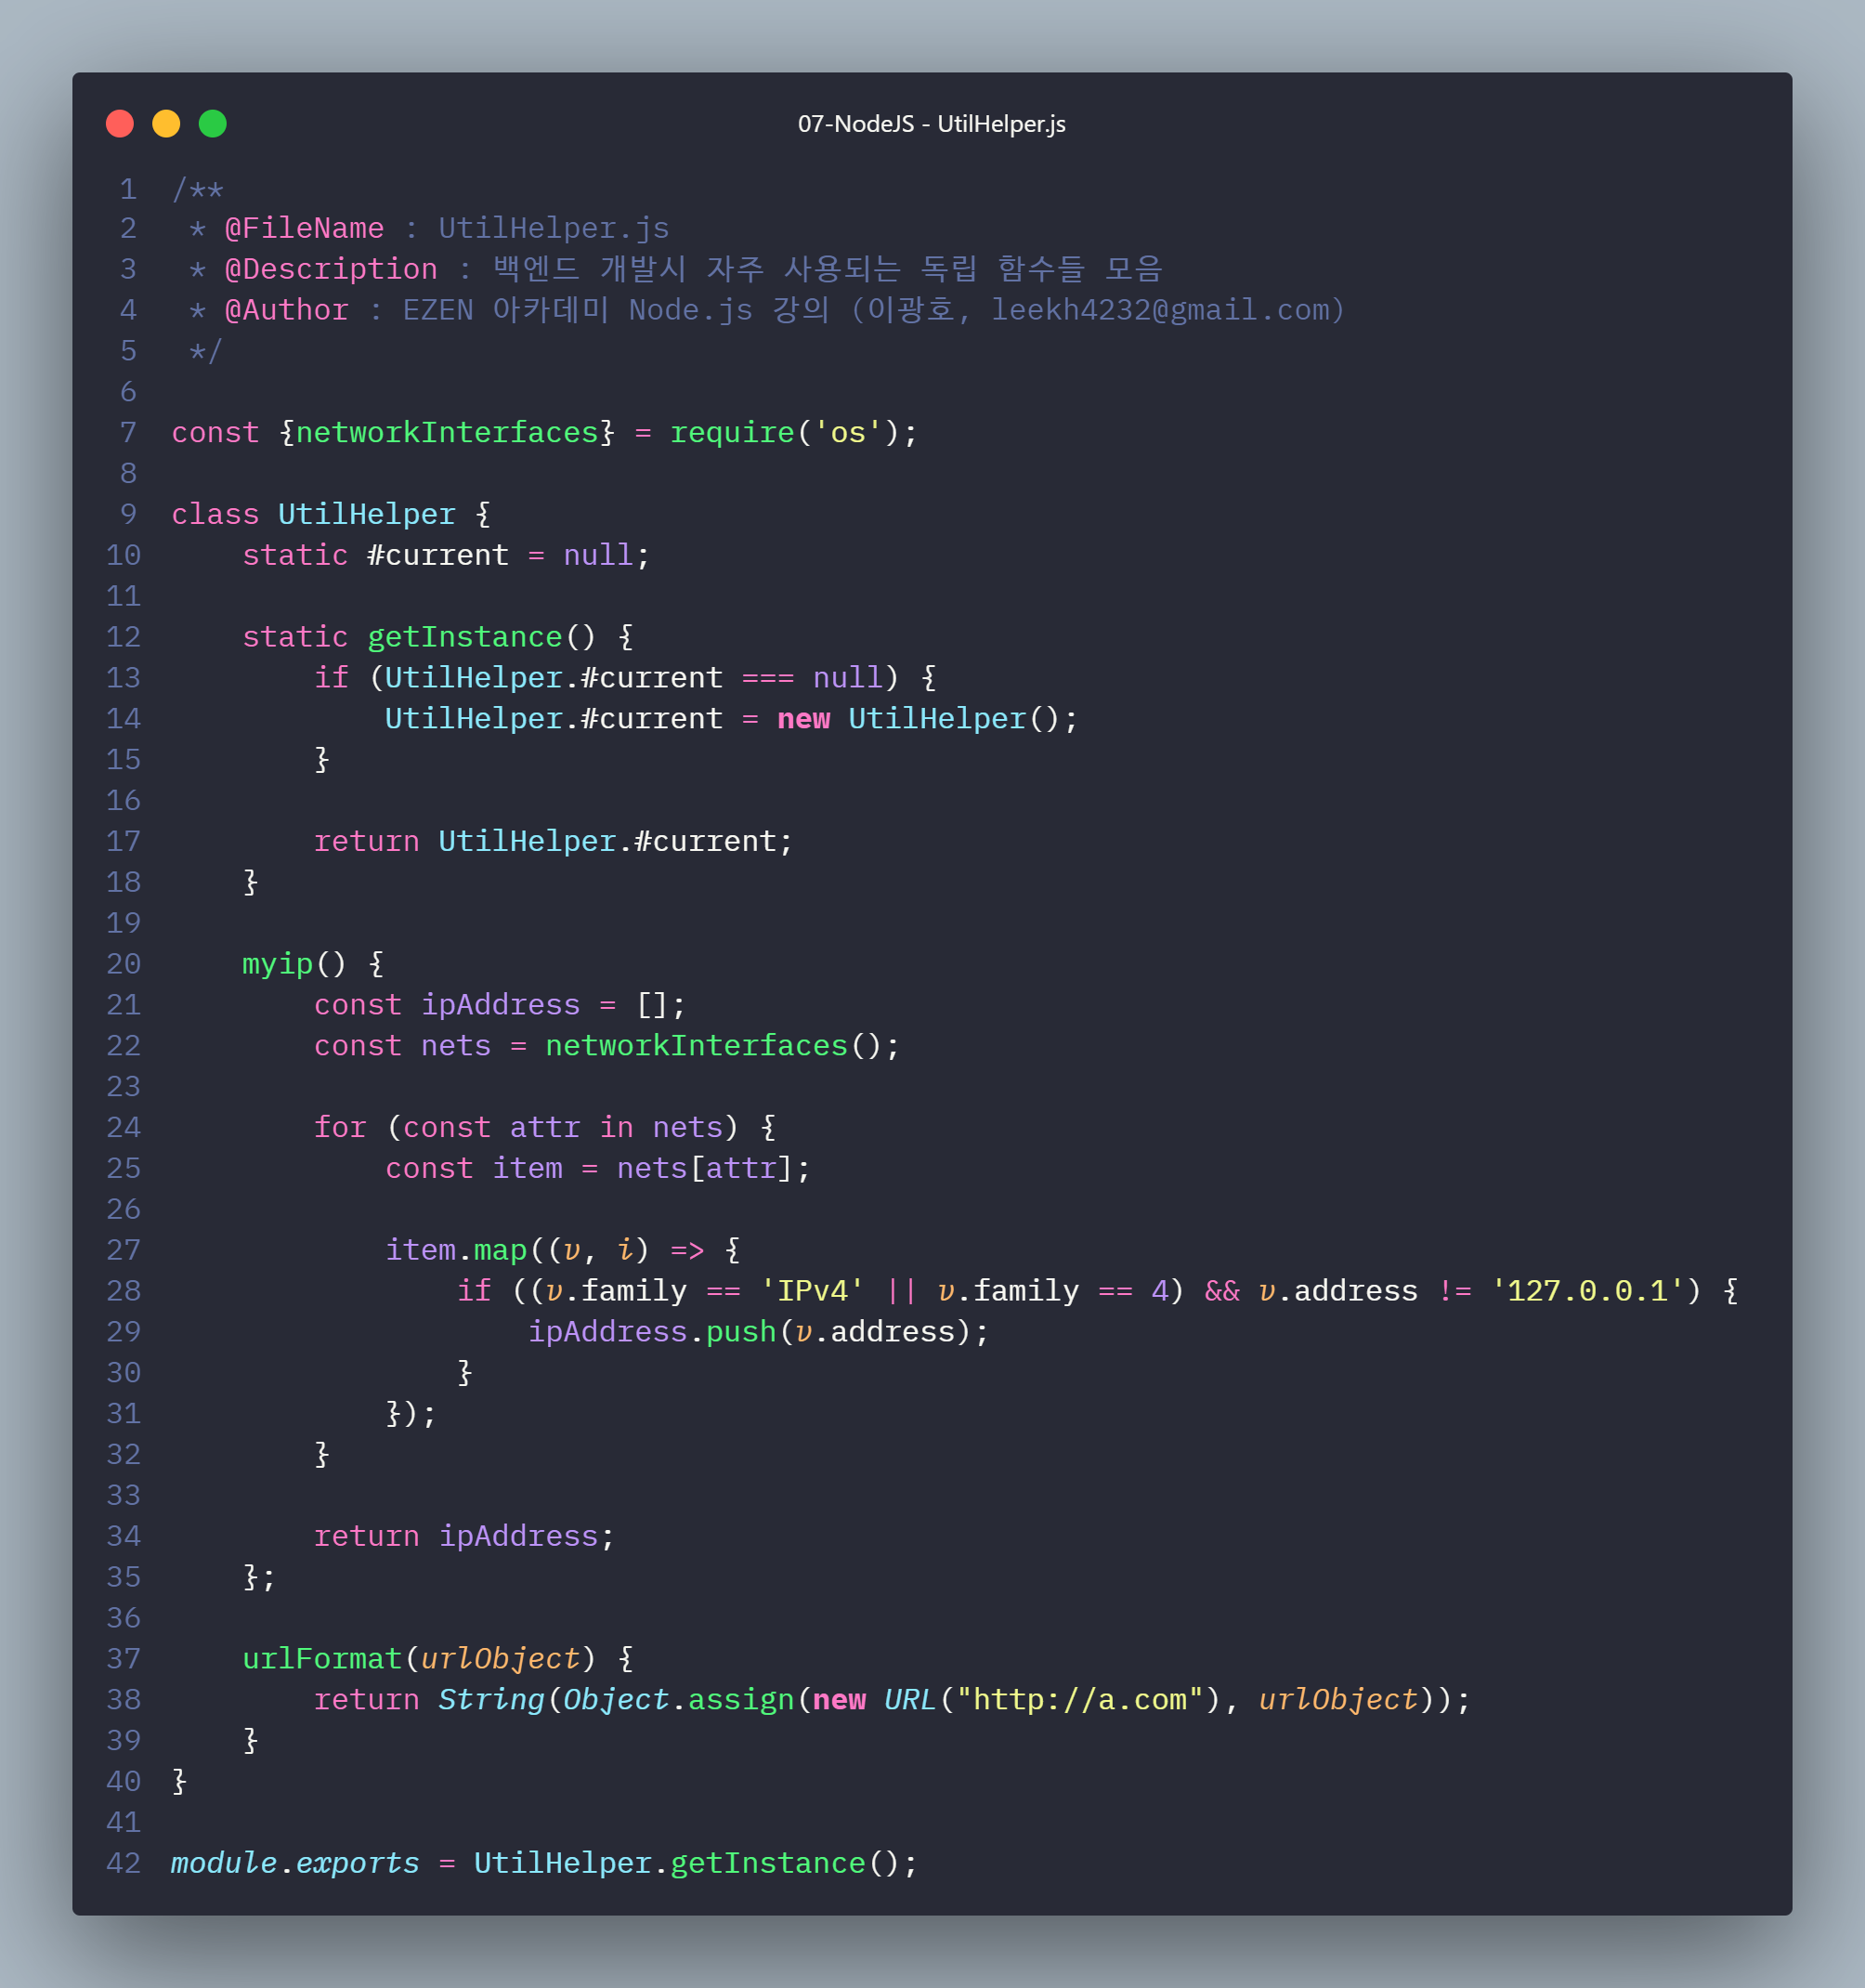 07-NodeJS - UtilHelper.js
1 /**
2  * @FileName : UtilHelper.js
3  * @Description : 백엔드 개발시 자주 사용되는 독립 함수들 모음
4  * @Author : EZEN 아카데미 Node.js 강의 (이광호, leekh4232@gmail.com)
5  */
6
7 const {networkInterfaces} = require('os');
8
9 class UtilHelper {
10     static #current = null;
11
12     static getInstance() {
13         if (UtilHelper.#current === null) {
14             UtilHelper.#current = new UtilHelper();
15         }
16
17         return UtilHelper.#current;
18     }
19
20     myip() {
21         const ipAddress = [];
22         const nets = networkInterfaces();
23
24         for (const attr in nets) {
25             const item = nets[attr];
26
27             item.map((v, i) => {
28                 if ((v.family == 'IPv4' || v.family == 4) && v.address != '127.0.0.1') {
29                     ipAddress.push(v.address);
30                 }
31             });
32         }
33
34         return ipAddress;
35     };
36
37     urlFormat(urlObject) {
38         return String(Object.assign(new URL("http://a.com"), urlObject));
39     }
40 }
41
42 module.exports = UtilHelper.getInstance();